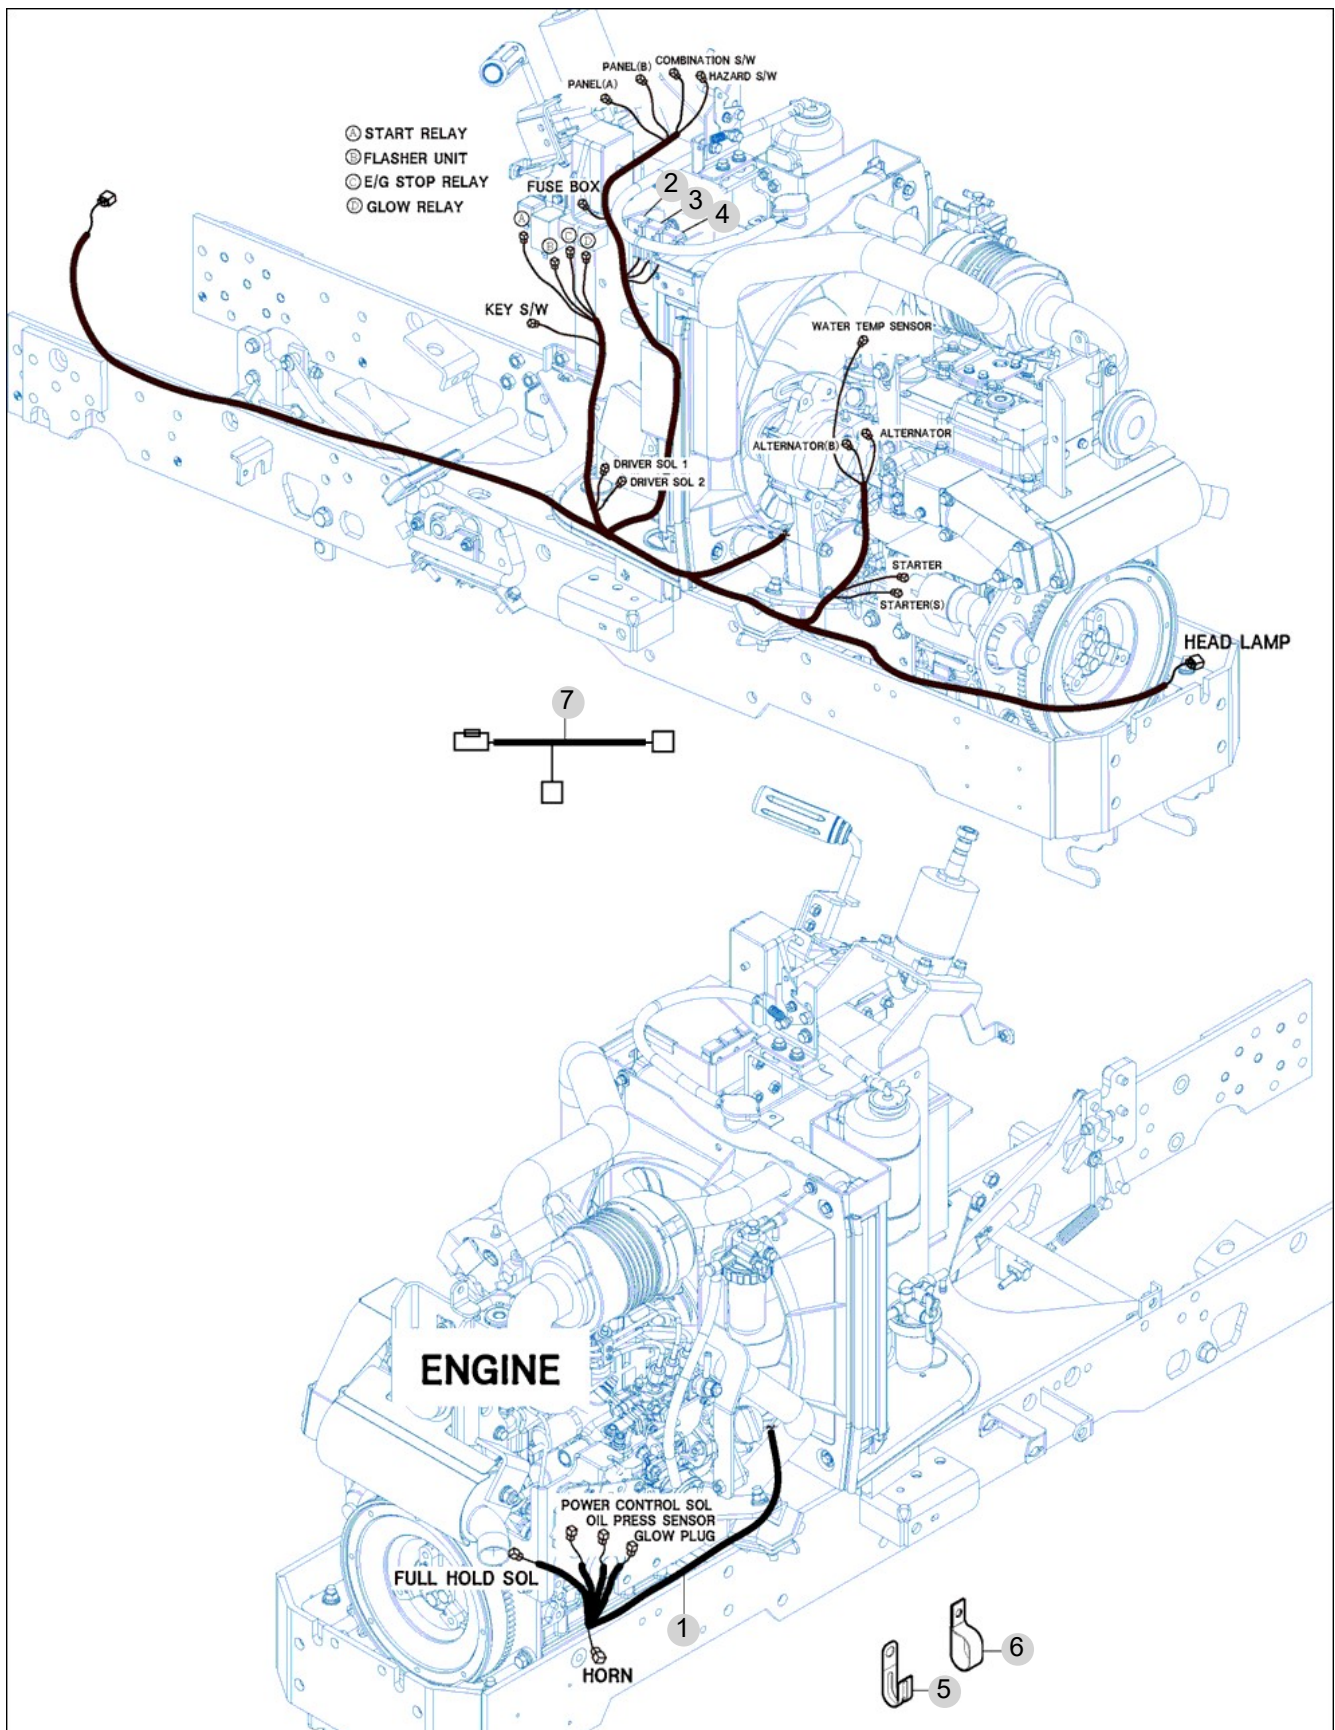 COMBINATION S/W
PANEL(B)
HAZARD S/W
PANEL(A)
Ⓐ START RELAY
Ⓑ FLASHER UNIT
Ⓒ E/G STOP RELAY
Ⓓ GLOW RELAY
FUSE BOX
2
3
4
Ⓐ
Ⓑ
Ⓒ
Ⓓ
KEY S/W
WATER TEMP SENSOR
ALTERNATOR(B)
ALTERNATOR
DRIVER SOL 1
DRIVER SOL 2
STARTER
STARTER(S)
HEAD LAMP
7
ENGINE
POWER CONTROL SOL
OIL PRESS SENSOR
GLOW PLUG
FULL HOLD SOL
1
HORN
6
5